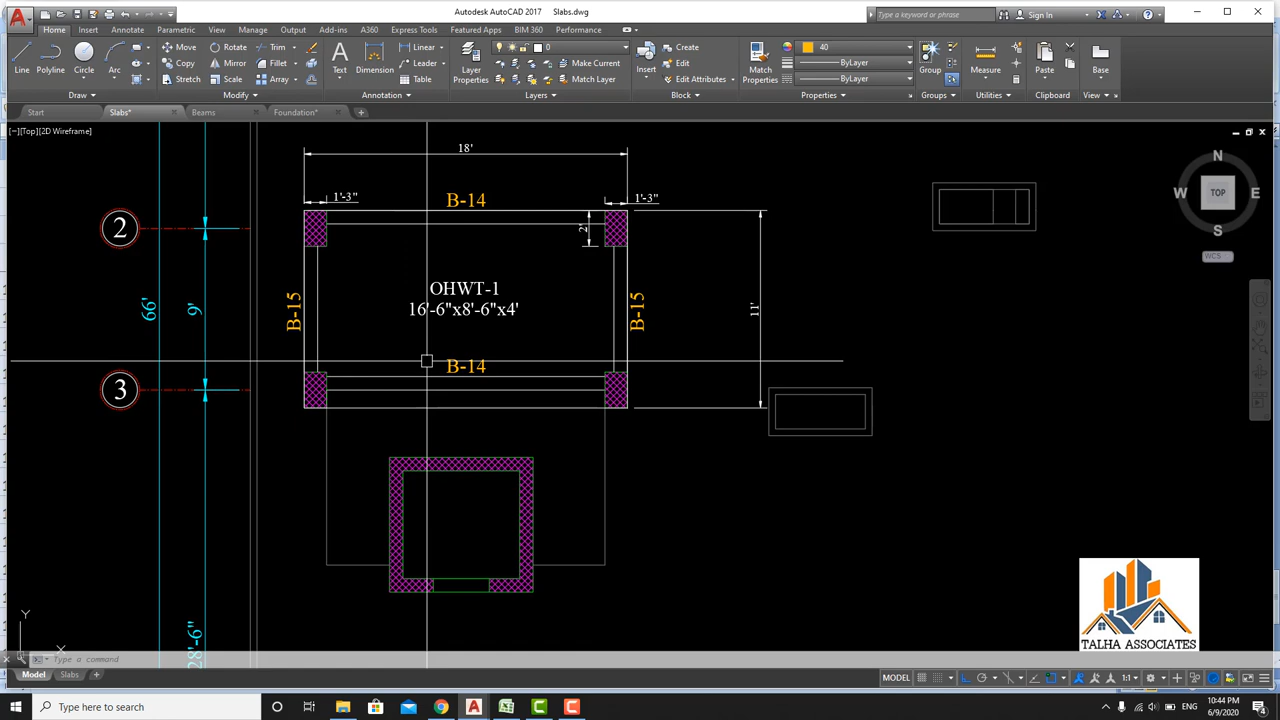 Autodesk AutoCAD 2017 Slabs.dwg
Type a keyword or phrase
Sign In
Home Insert Annotate Parametric View Manage Output Add-ins A360 Express Tools Featured Apps BIM 360 Performance
Line Polyline Circle Arc
Move Rotate Trim
Copy Mirror Fillet
Stretch Scale Array
Text Dimension
Linear
Leader
Table
Layer Properties
0
Make Current
Match Layer
Insert
Create
Edit
Edit Attributes
Match Properties
40
ByLayer
ByLayer
Group
Measure
Paste
Base
Draw Modify Annotation Layers Block Properties Groups Utilities Clipboard View
Start Slabs* Beams Foundation*
[−][Top][2D Wireframe]
18'
1'-3"
B-14
1'-3"
2'
2
66'
9'
B-15
OHWT-1
16'-6"x8'-6"x4'
B-15
11'
B-14
3
28'-6"
N
W TOP E
S
WCS
Y
X
TALHA ASSOCIATES
Type a command
Model Slabs
MODEL
1:1
Type here to search
ENG
10:44 PM
6/9/2020